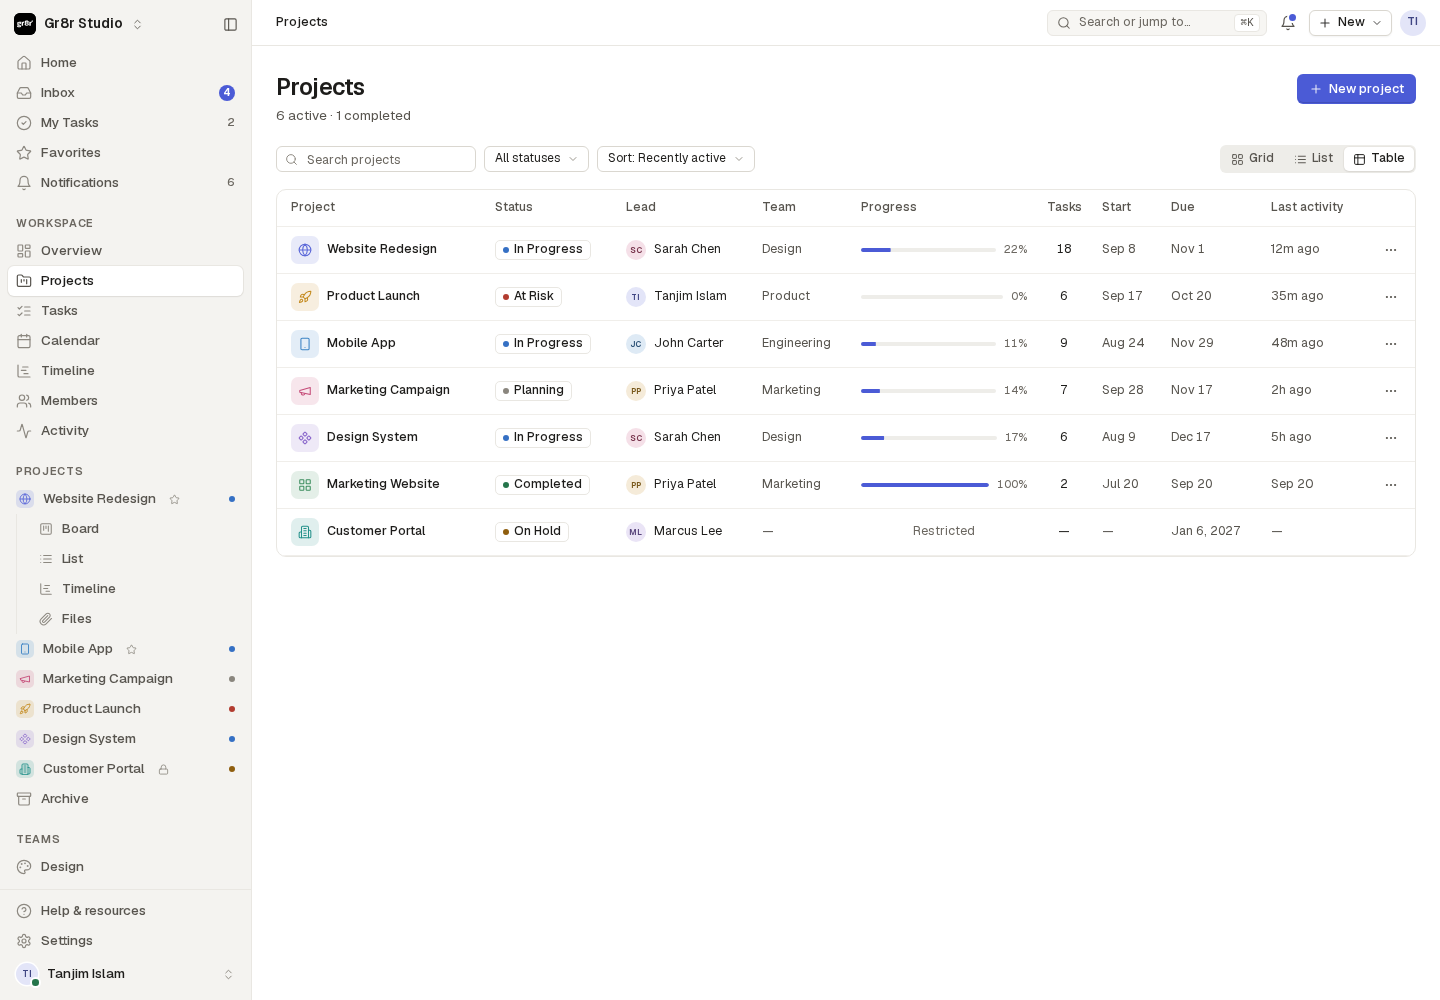 gr8r Gr8r Studio
Home
Inbox 4
My Tasks 2
Favorites
Notifications 6
WORKSPACE
Overview
Projects
Tasks
Calendar
Timeline
Members
Activity
PROJECTS
Website Redesign
Board
List
Timeline
Files
Mobile App
Marketing Campaign
Product Launch
Design System
Customer Portal
Archive
TEAMS
Design
Help & resources
Settings
TI Tanjim Islam
Projects Search or jump to... ⌘K New TI
Projects
New project
6 active · 1 completed
Search projects All statuses Sort: Recently active Grid List Table
Project Status Lead Team Progress Tasks Start Due Last activity
Website Redesign In Progress SC Sarah Chen Design 22% 18 Sep 8 Nov 1 12m ago ...
Product Launch At Risk TI Tanjim Islam Product 0% 6 Sep 17 Oct 20 35m ago ...
Mobile App In Progress JC John Carter Engineering 11% 9 Aug 24 Nov 29 48m ago ...
Marketing Campaign Planning PP Priya Patel Marketing 14% 7 Sep 28 Nov 17 2h ago ...
Design System In Progress SC Sarah Chen Design 17% 6 Aug 9 Dec 17 5h ago ...
Marketing Website Completed PP Priya Patel Marketing 100% 2 Jul 20 Sep 20 Sep 20 ...
Customer Portal On Hold ML Marcus Lee — Restricted — — Jan 6, 2027 —